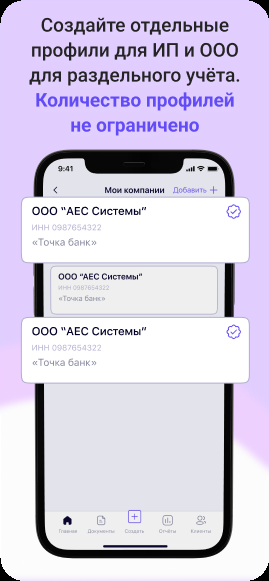 Создайте отдельные
профили для ИП и ООО
для раздельного учёта.
Количество профилей
не ограничено
9:41
Мои компании
Добавить +
ООО “АЕС Системы”
ИНН 0987654322
«Точка банк»
ООО “АЕС Системы”
ИНН 0987654322
«Точка банк»
ООО “АЕС Системы”
ИНН 0987654322
«Точка банк»
Главная Документы Создать Отчёты Клиенты